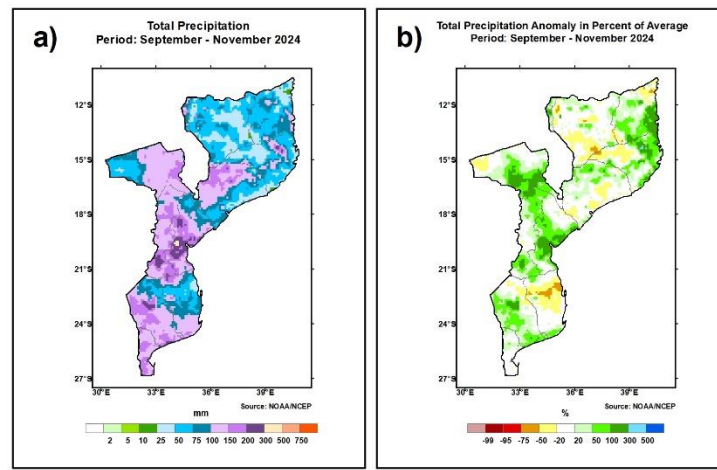 a)
Total Precipitation
Period: September - November 2024
12°S
15°S
18°S
21°S
24°S
27°S
30°E
33°E
36°E
39°E
Source: NOAA/NCEP
mm
2 5 10 25 50 75 100 150 200 300 500 750
b)
Total Precipitation Anomaly in Percent of Average
Period: September - November 2024
12°S
15°S
18°S
21°S
24°S
27°S
30°E
33°E
36°E
39°E
Source: NOAA/NCEP
%
-99 -95 -75 -50 -20 20 50 100 300 500